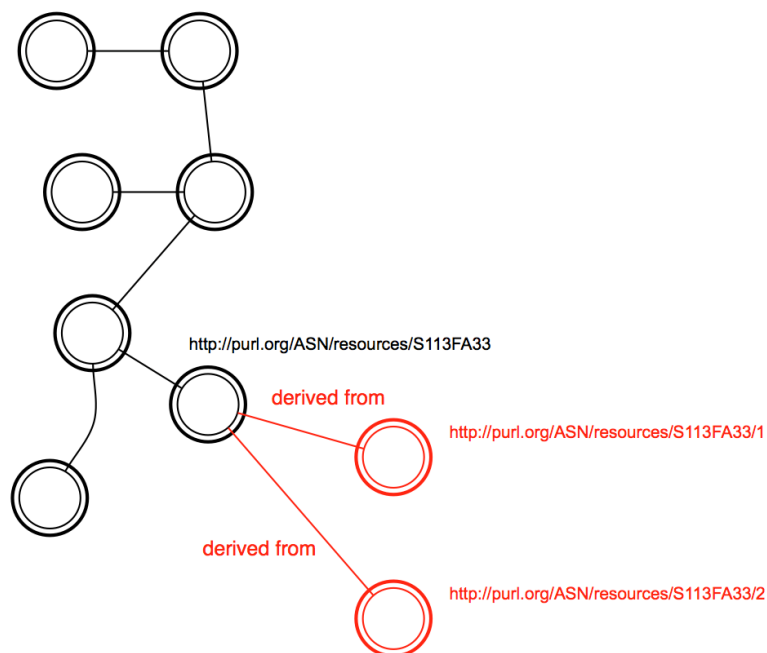 http://purl.org/ASN/resources/S113FA33
derived from
http://purl.org/ASN/resources/S113FA33/1
derived from
http://purl.org/ASN/resources/S113FA33/2